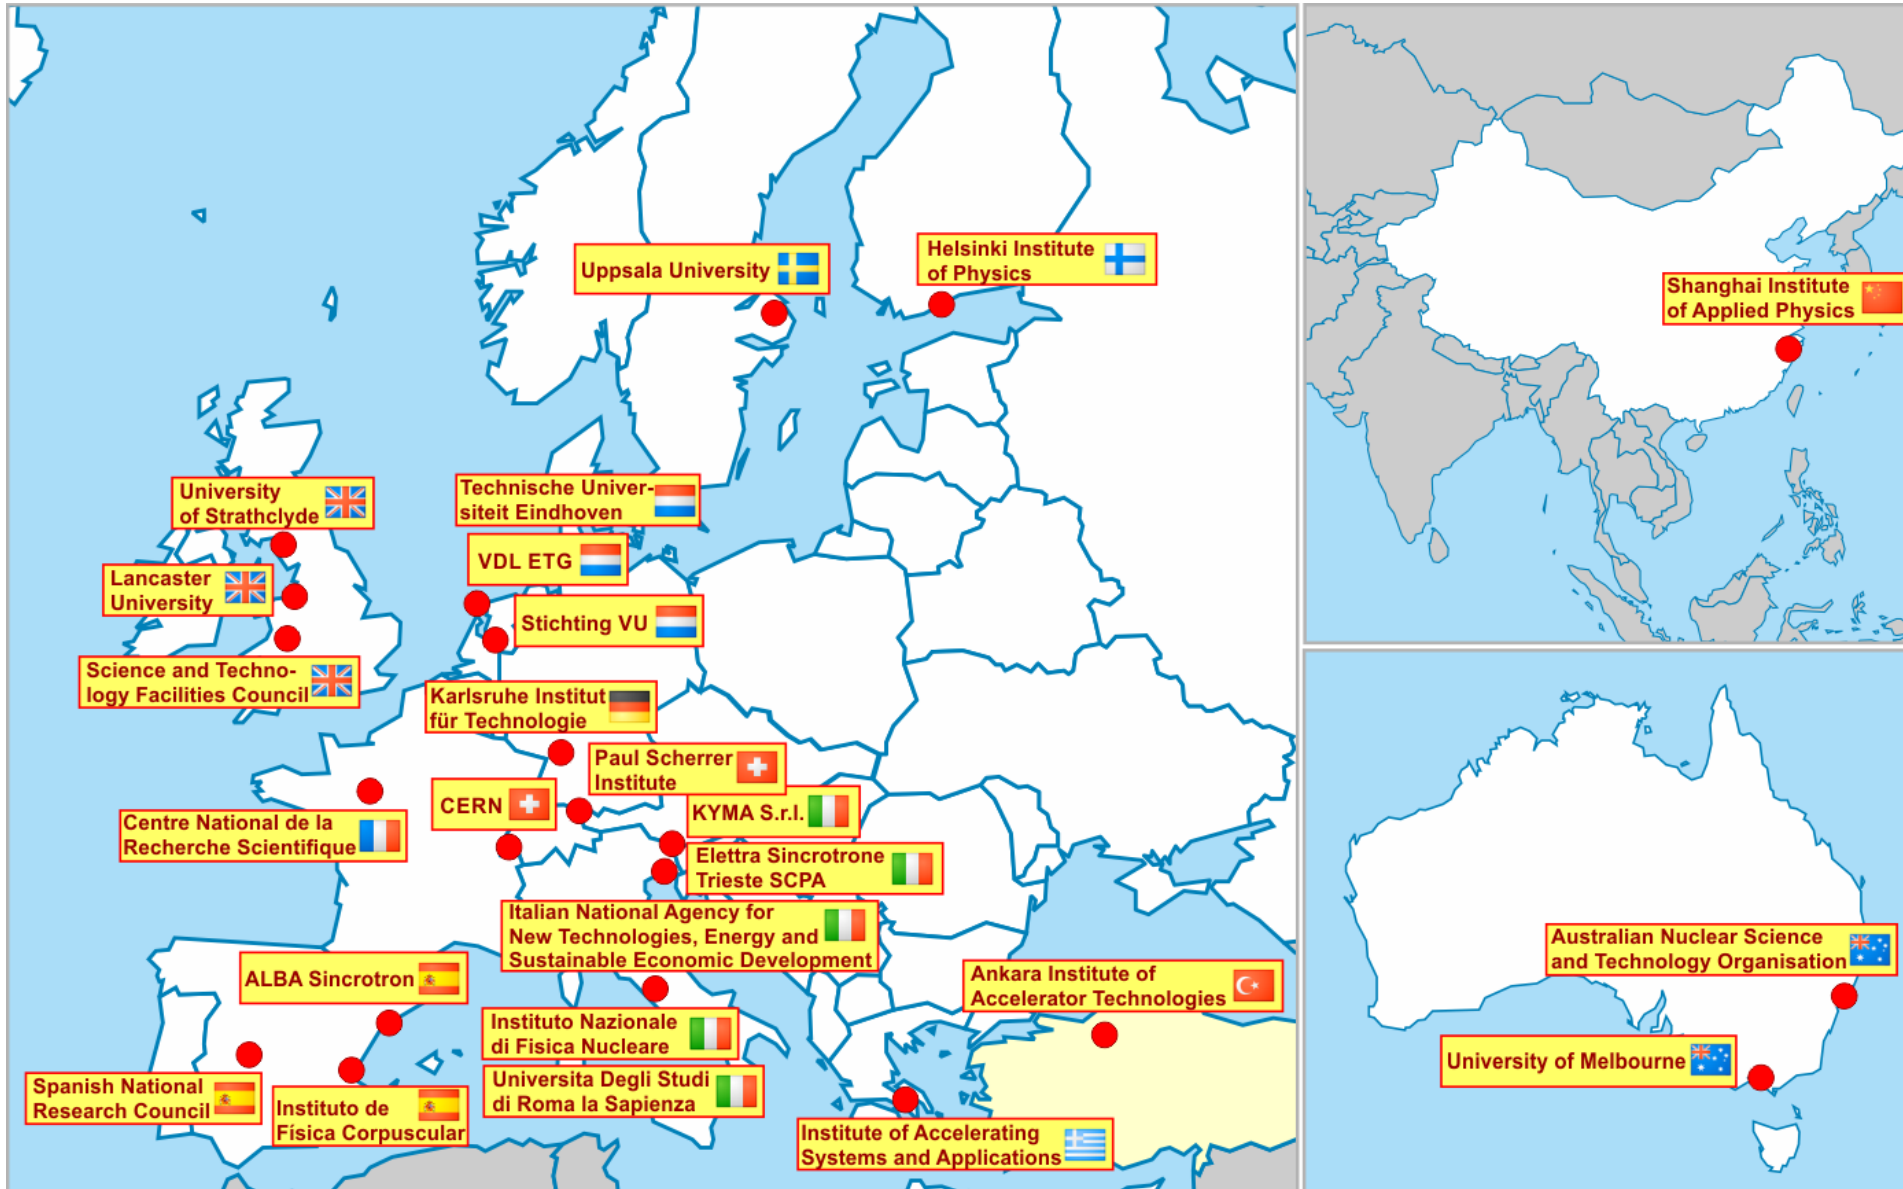 Uppsala University
Helsinki Institute
of Physics
Shanghai Institute
of Applied Physics
University
of Strathclyde
Technische Univer-
siteit Eindhoven
VDL ETG
Lancaster
University
Stichting VU
Science and Techno-
logy Facilities Council
Karlsruhe Institut
für Technologie
Paul Scherrer
Institute
CERN
KYMA S.r.l.
Centre National de la
Recherche Scientifique
Elettra Sincrotrone
Trieste SCPA
Italian National Agency for
New Technologies, Energy and
Sustainable Economic Development
ALBA Sincrotron
Ankara Institute of
Accelerator Technologies
Australian Nuclear Science
and Technology Organisation
Instituto Nazionale
di Fisica Nucleare
University of Melbourne
Universita Degli Studi
di Roma la Sapienza
Spanish National
Research Council
Instituto de
Física Corpuscular
Institute of Accelerating
Systems and Applications